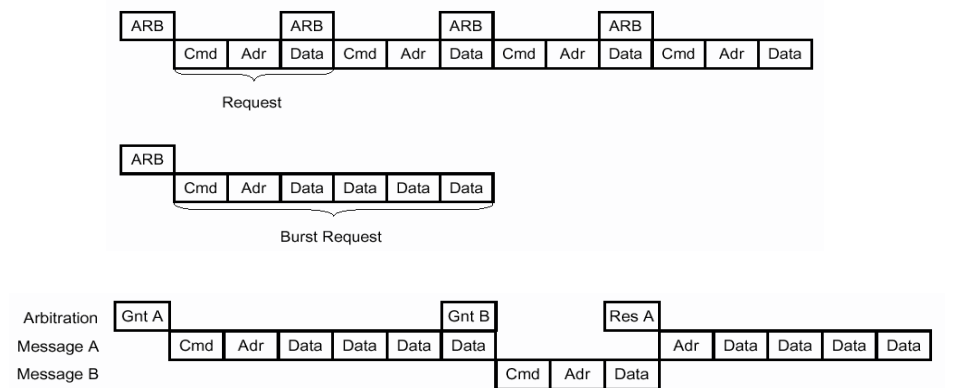 ARB ARB ARB ARB
Cmd Adr Data Cmd Adr Data Cmd Adr Data Cmd Adr Data
Request
ARB
Cmd Adr Data Data Data Data
Burst Request
Arbitration Gnt A Gnt B Res A
Message A Cmd Adr Data Data Data Data Adr Data Data Data Data
Message B Cmd Adr Data